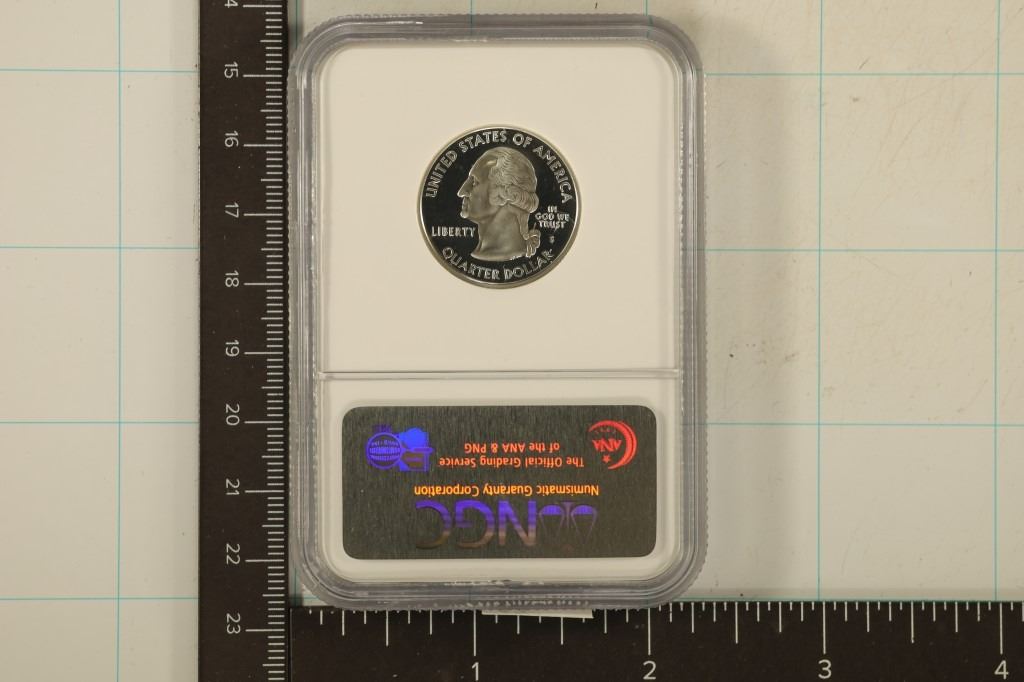 14
15
16
17
18
19
20
21
22
23
UNITED STATES OF AMERICA
LIBERTY
IN
GOD WE
TRUST
S
QUARTER DOLLAR
NGC
Numismatic Guaranty Corporation
The Official Grading Service
of the ANA & PNG
ANA
1 2 3 4